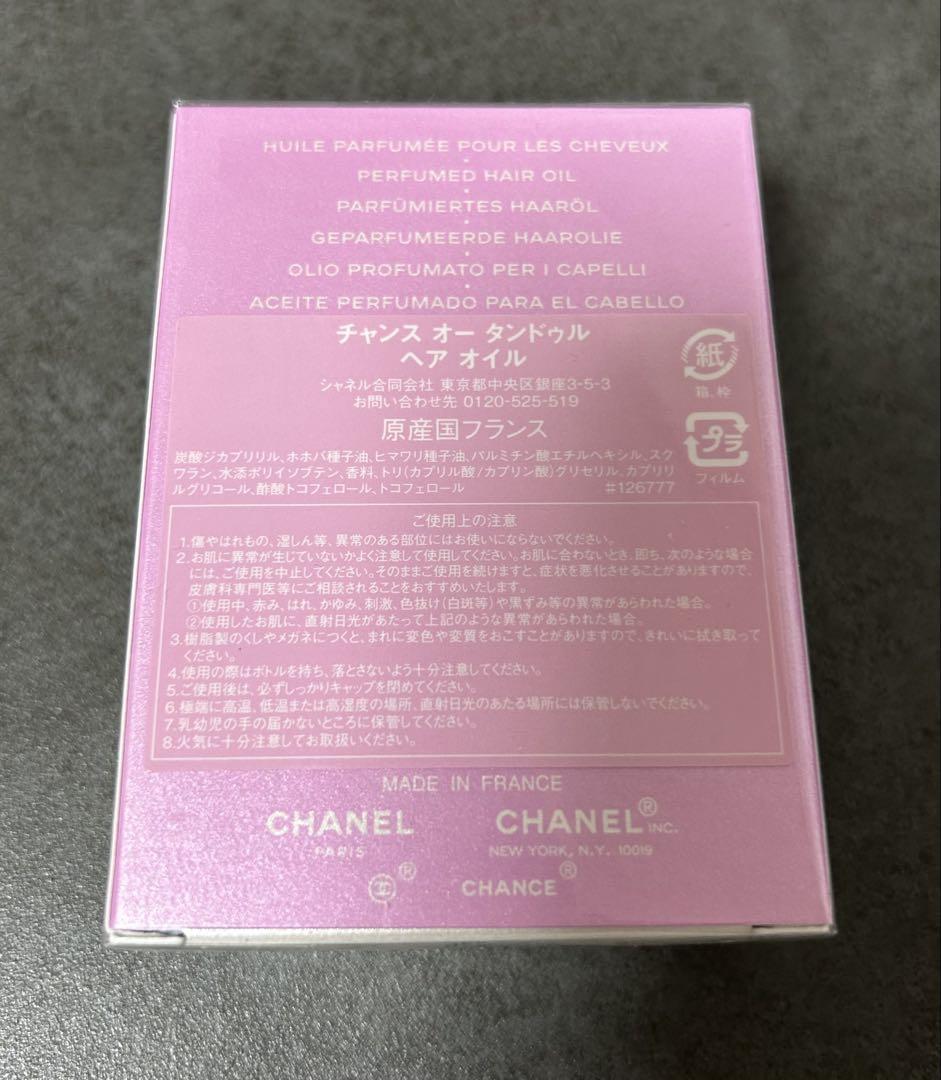 HUILE PARFUMÉE POUR LES CHEVEUX
PERFUMED HAIR OIL
PARFÜMIERTES HAARÖL
GEPARFUMEERDE HAAROLIE
OLIO PROFUMATO PER I CAPELLI
ACEITE PERFUMADO PARA EL CABELLO
チャンス オー タンドゥル
ヘア オイル
シャネル合同会社 東京都中央区銀座3-5-3
お問い合わせ先 0120-525-519
原産国フランス
紙
箱、枠
プラ
フィルム
炭酸ジカプリリル、ホホバ種子油、ヒマワリ種子油、パルミチン酸エチルヘキシル、スク
ワラン、水添ポリイソブテン、香料、トリ(カプリル酸/カプリン酸)グリセリル、カプリリ
ルグリコール、酢酸トコフェロール、トコフェロール #126777
ご使用上の注意
1.傷やはれもの、湿しん等、異常のある部位にはお使いにならないでください。
2.お肌に異常が生じていないかよく注意して使用してください。お肌に合わないとき、即ち、次のような場合
には、ご使用を中止してください。そのままご使用を続けますと、症状を悪化させることがありますので、
皮膚科専門医等にご相談されることをおすすめいたします。
①使用中、赤み、はれ、かゆみ、刺激、色抜け(白斑等)や黒ずみ等の異常があらわれた場合。
②使用したお肌に、直射日光があたって上記のような異常があらわれた場合。
3.樹脂製のくしやメガネにつくと、まれに変色や変質をおこすことがありますので、きれいに拭き取って
ください。
4.使用の際はボトルを持ち、落とさないよう十分注意してください。
5.ご使用後は、必ずしっかりキャップを閉めてください。
6.極端に高温、低温または高湿度の場所、直射日光のあたる場所には保管しないでください。
7.乳幼児の手の届かないところに保管してください。
8.火気に十分注意してお取扱いください。
MADE IN FRANCE
CHANEL CHANEL® INC.
PARIS NEW YORK, N.Y. 10019
® CHANCE®